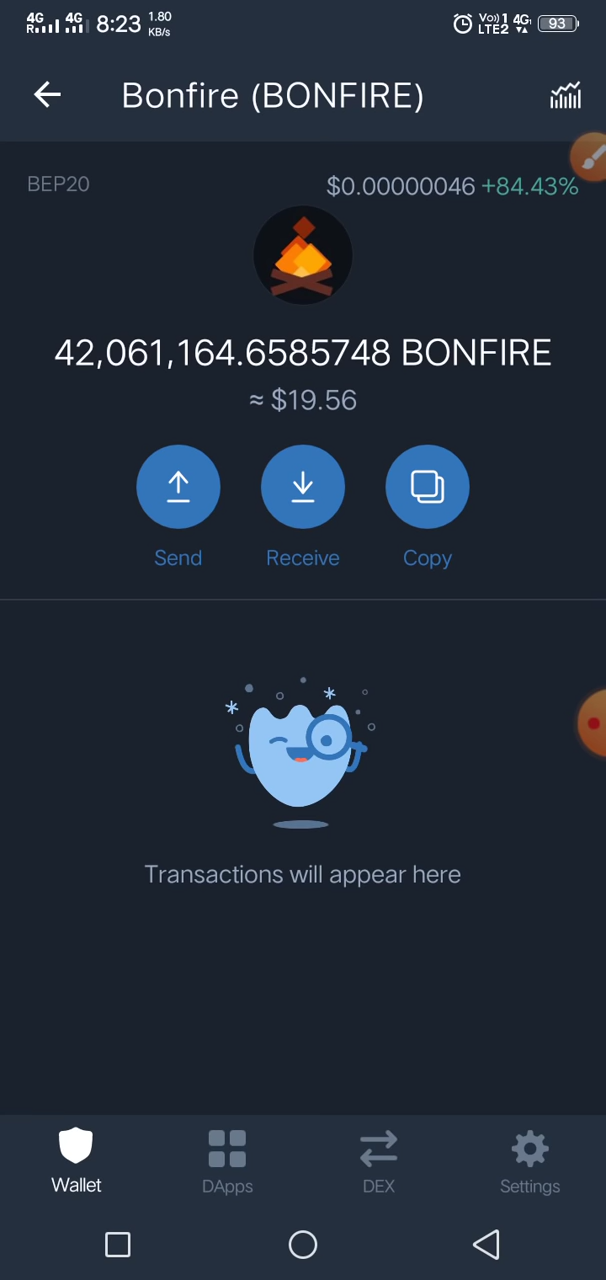 4G 4G 8:23 1.80
R KB/s
Vo)) 1 4G
LTE2 93
Bonfire (BONFIRE)
BEP20
$0.00000046 +84.43%
42,061,164.6585748 BONFIRE
≈ $19.56
Send Receive Copy
Transactions will appear here
Wallet DApps DEX Settings